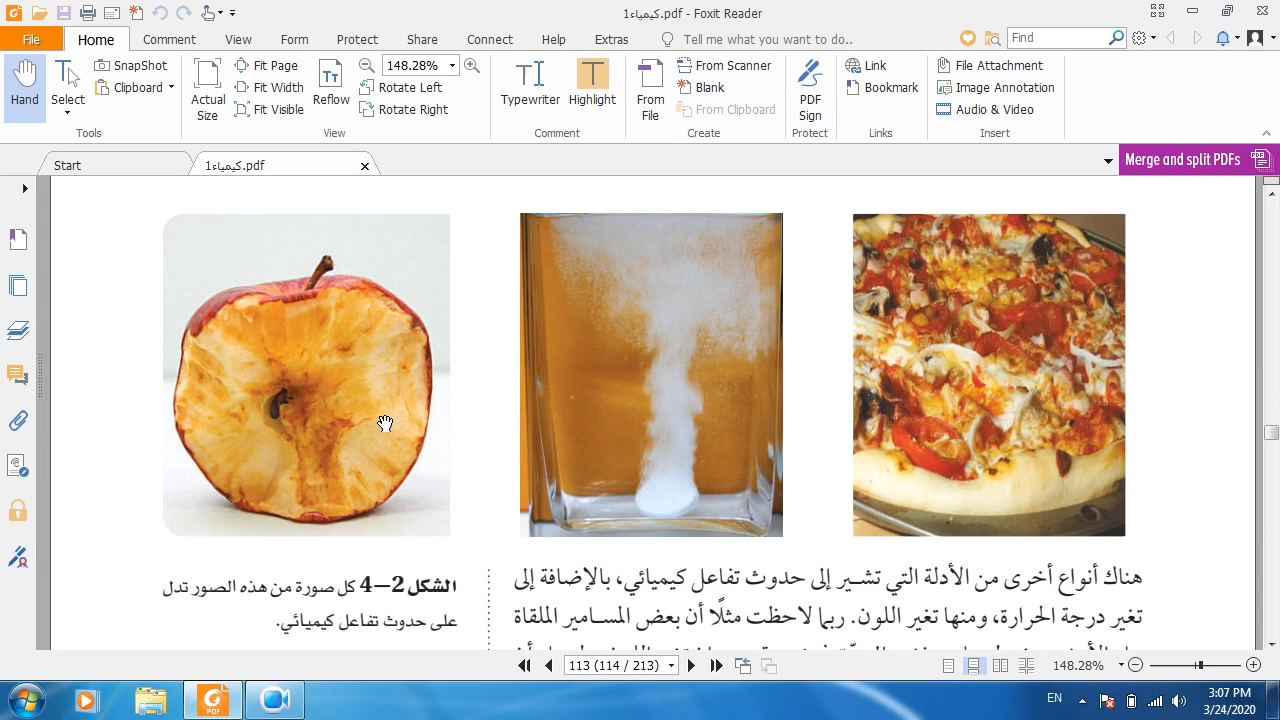 كيمياء1.pdf - Foxit Reader
File Home Comment View Form Protect Share Connect Help Extras Tell me what you want to do.. Find
Hand
Select
SnapShot
Clipboard
Tools
Actual Size
Fit Page
Fit Width
Fit Visible
Reflow
148.28%
Rotate Left
Rotate Right
View
Typewriter
Highlight
Comment
From File
From Scanner
Blank
From Clipboard
Create
PDF Sign
Protect
Link
Bookmark
Links
File Attachment
Image Annotation
Audio & Video
Insert
Start
كيمياء1.pdf
Merge and split PDFs
هناك أنواع أخرى من الأدلة التي تشير إلى حدوث تفاعل كيميائي، بالإضافة إلى
تغير درجة الحرارة، ومنها تغير اللون. ربما لاحظت مثلًا أن بعض المسامير الملقاة
الشكل 2–4 كل صورة من هذه الصور تدل
على حدوث تفاعل كيميائي.
113 (114 / 213)
148.28%
PDF
EN
3:07 PM
3/24/2020